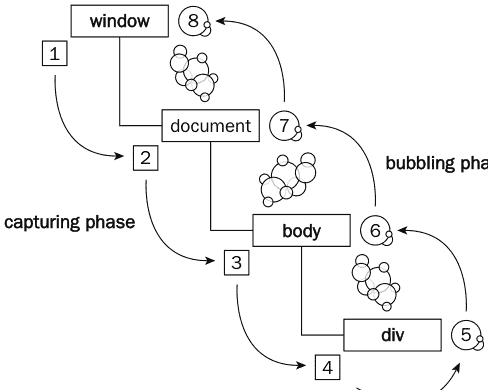 window
8
1
document
7
2
bubbling pha
capturing phase
body
6
3
div
5
4